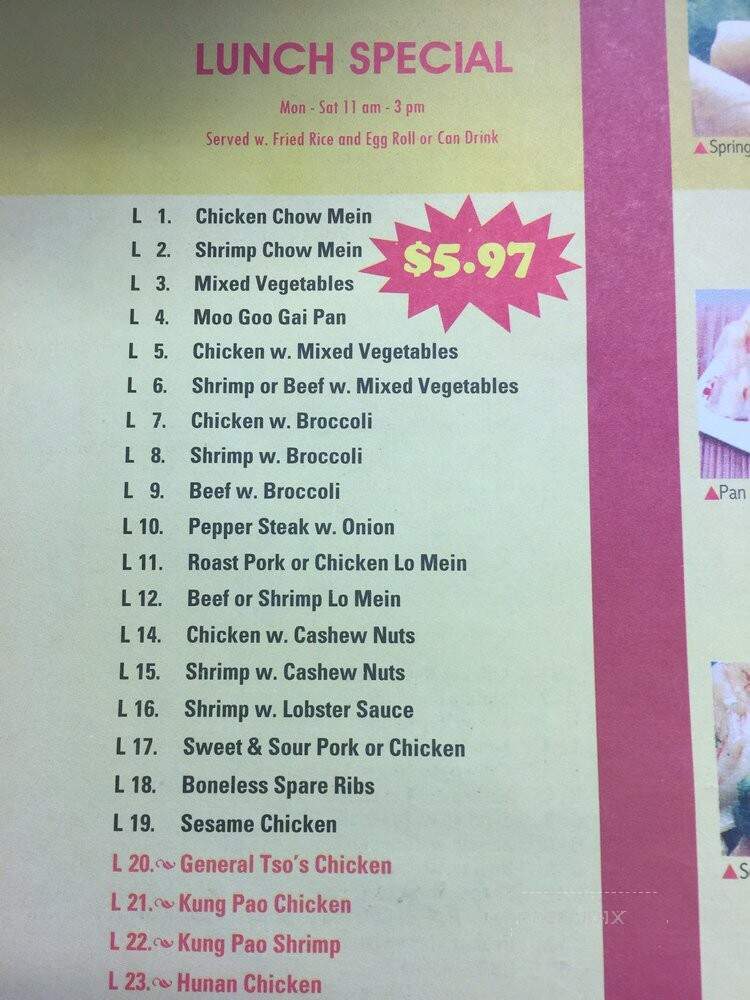 LUNCH SPECIAL
Mon - Sat 11 am - 3 pm
Served w. Fried Rice and Egg Roll or Can Drink
L 1. Chicken Chow Mein
L 2. Shrimp Chow Mein
$5.97
L 3. Mixed Vegetables
L 4. Moo Goo Gai Pan
L 5. Chicken w. Mixed Vegetables
L 6. Shrimp or Beef w. Mixed Vegetables
L 7. Chicken w. Broccoli
L 8. Shrimp w. Broccoli
L 9. Beef w. Broccoli
L 10. Pepper Steak w. Onion
L 11. Roast Pork or Chicken Lo Mein
L 12. Beef or Shrimp Lo Mein
L 14. Chicken w. Cashew Nuts
L 15. Shrimp w. Cashew Nuts
L 16. Shrimp w. Lobster Sauce
L 17. Sweet & Sour Pork or Chicken
L 18. Boneless Spare Ribs
L 19. Sesame Chicken
L 20. General Tso's Chicken
L 21. Kung Pao Chicken
L 22. Kung Pao Shrimp
L 23. Hunan Chicken
▲Spring
▲Pan
▲S